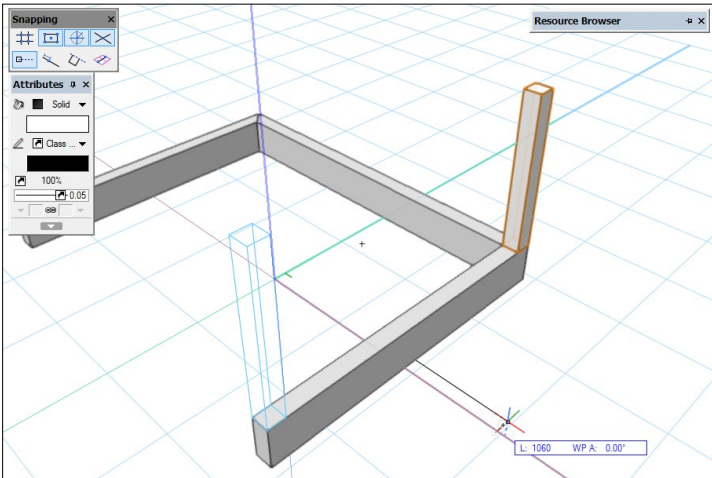 Snapping
Resource Browser
Attributes
Solid
Class ...
100%
0.05
L: 1060 WP A: 0.00°